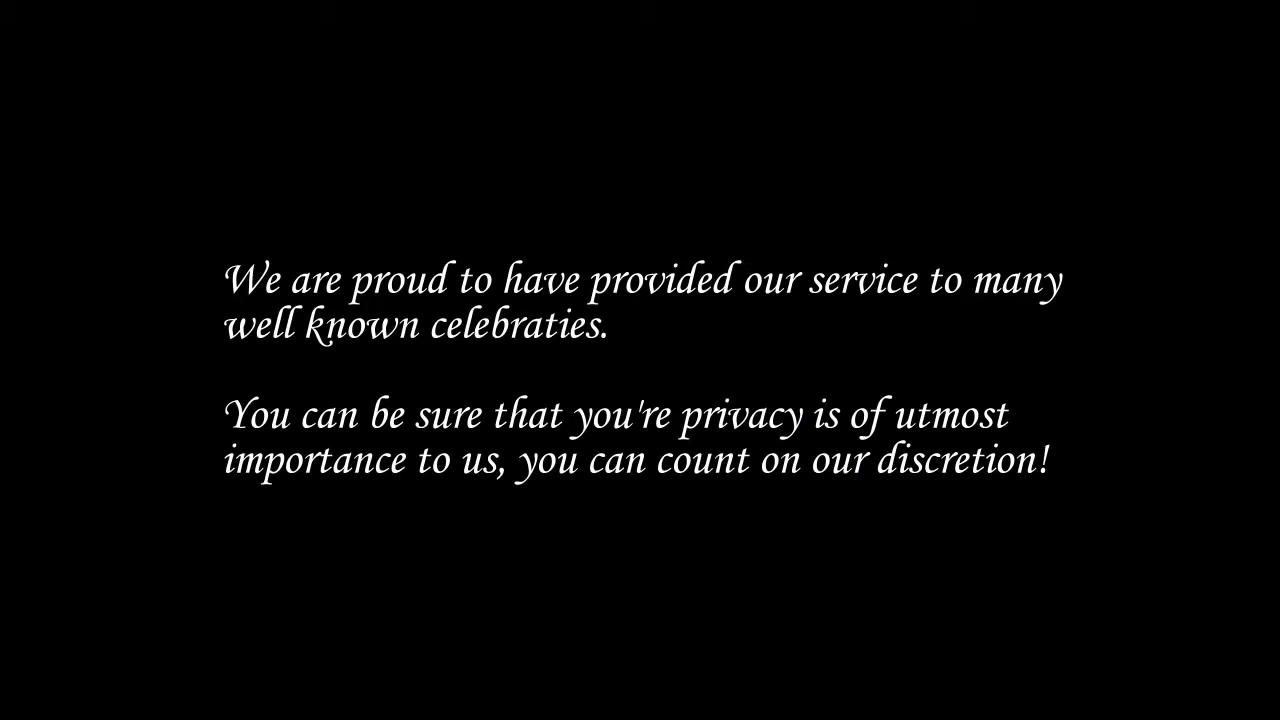 We are proud to have provided our service to many
well known celebraties.
You can be sure that you're privacy is of utmost
importance to us, you can count on our discretion!